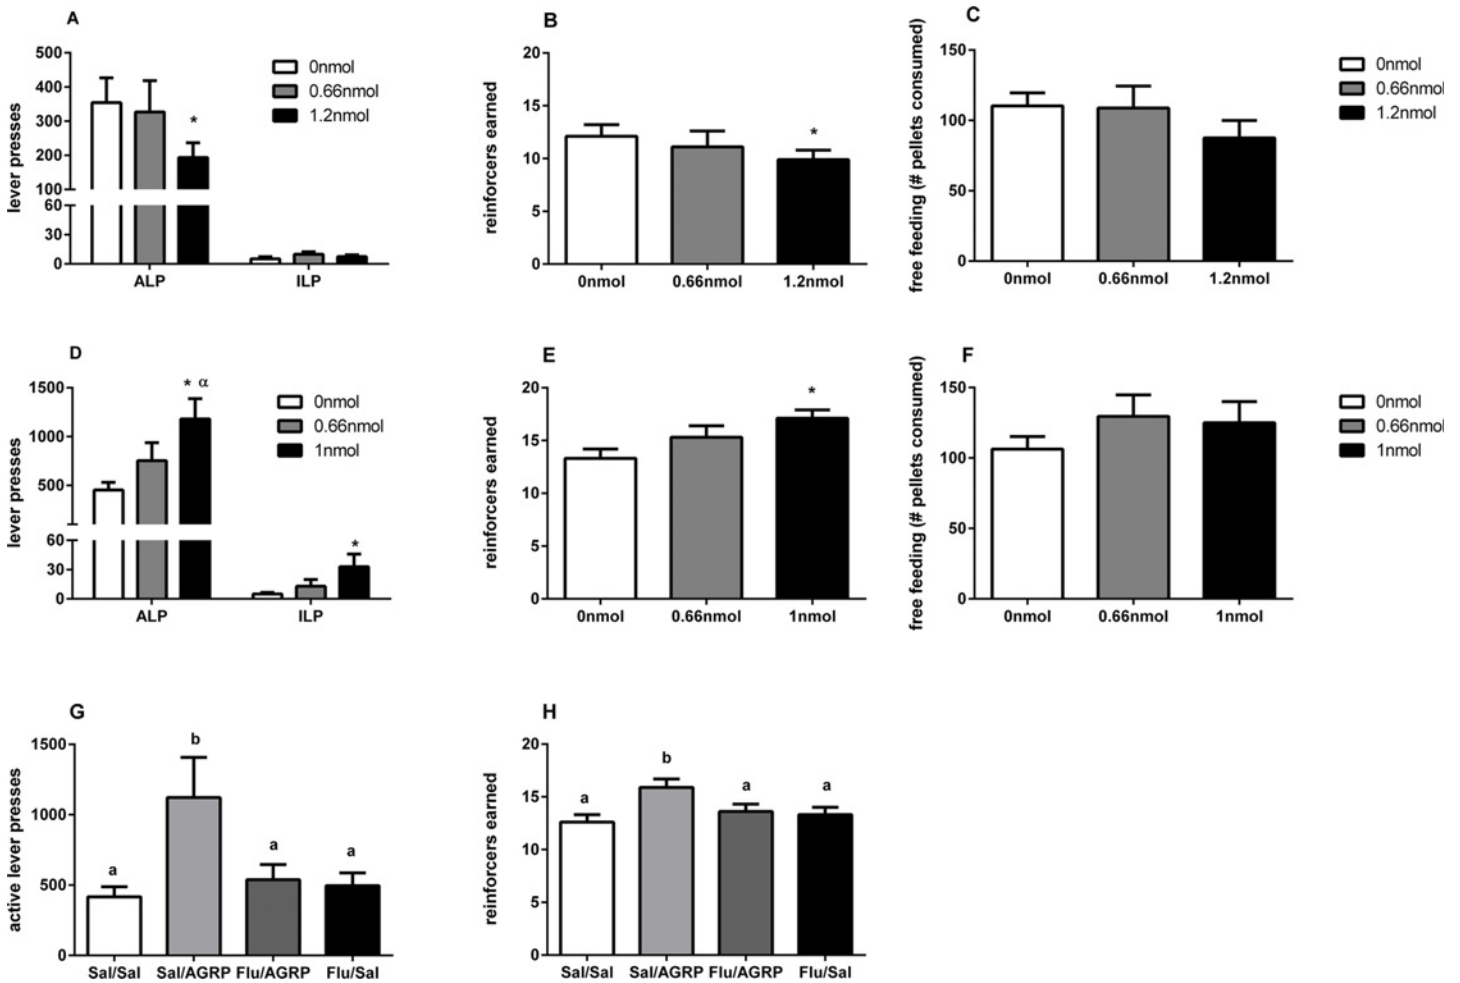 A
lever presses
500
400
300
200
100
60
30
0
*
ALP
ILP
0nmol
0.66nmol
1.2nmol
B
reinforcers earned
20
15
10
5
0
*
0nmol
0.66nmol
1.2nmol
C
free feeding (# pellets consumed)
150
100
50
0
0nmol
0.66nmol
1.2nmol
0nmol
0.66nmol
1.2nmol
D
lever presses
1500
1000
500
60
30
0
* α
*
ALP
ILP
0nmol
0.66nmol
1nmol
E
reinforcers earned
20
15
10
5
0
*
0nmol
0.66nmol
1nmol
F
free feeding (# pellets consumed)
150
100
50
0
0nmol
0.66nmol
1nmol
0nmol
0.66nmol
1nmol
G
active lever presses
1500
1000
500
0
a
b
a
a
Sal/Sal
Sal/AGRP
Flu/AGRP
Flu/Sal
H
reinforcers earned
20
15
10
5
0
a
b
a
a
Sal/Sal
Sal/AGRP
Flu/AGRP
Flu/Sal